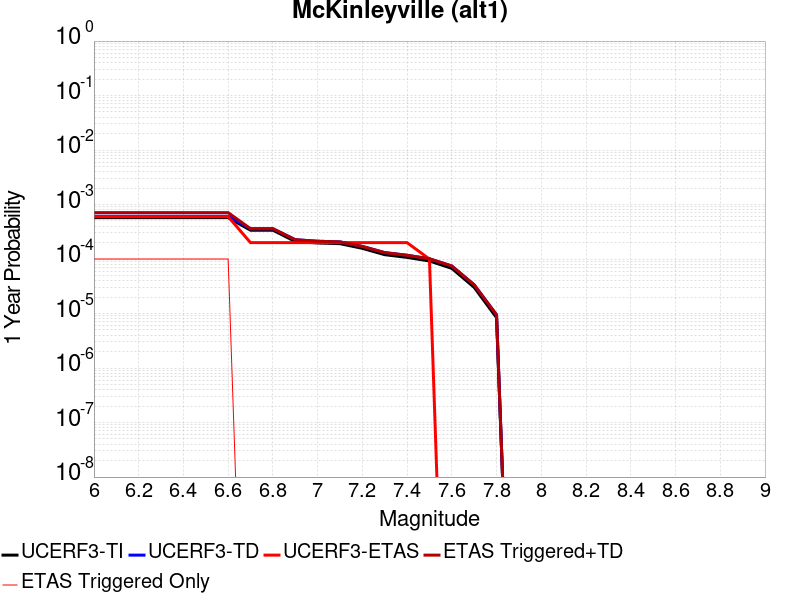 McKinleyville (alt1)
10^0
10^-1
10^-2
10^-3
10^-4
10^-5
10^-6
10^-7
10^-8
1 Year Probability
6 6.2 6.4 6.6 6.8 7 7.2 7.4 7.6 7.8 8 8.2 8.4 8.6 8.8 9
Magnitude
UCERF3-TI UCERF3-TD UCERF3-ETAS ETAS Triggered+TD
ETAS Triggered Only